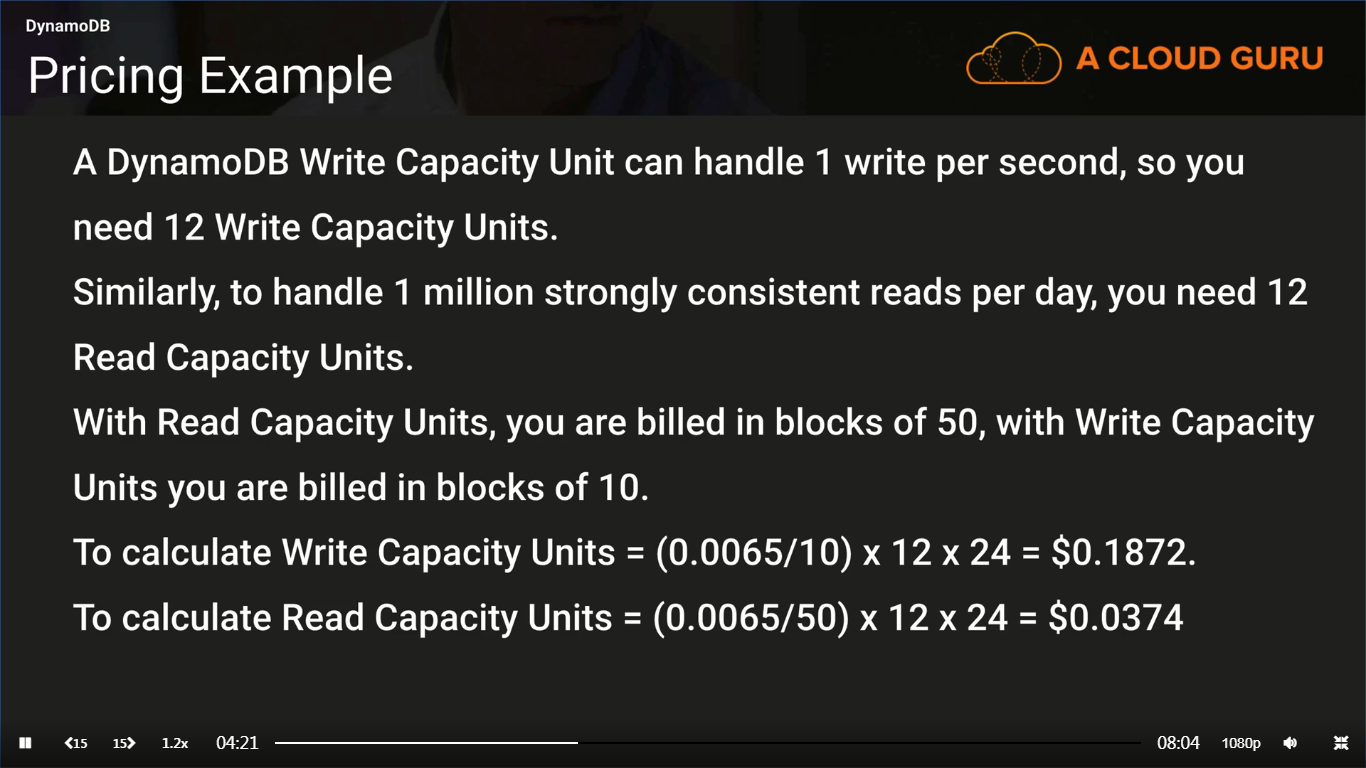 DynamoDB
Pricing Example
A CLOUD GURU
A DynamoDB Write Capacity Unit can handle 1 write per second, so you
need 12 Write Capacity Units.
Similarly, to handle 1 million strongly consistent reads per day, you need 12
Read Capacity Units.
With Read Capacity Units, you are billed in blocks of 50, with Write Capacity
Units you are billed in blocks of 10.
To calculate Write Capacity Units = (0.0065/10) x 12 x 24 = $0.1872.
To calculate Read Capacity Units = (0.0065/50) x 12 x 24 = $0.0374
15 15 1.2x 04:21 08:04 1080p